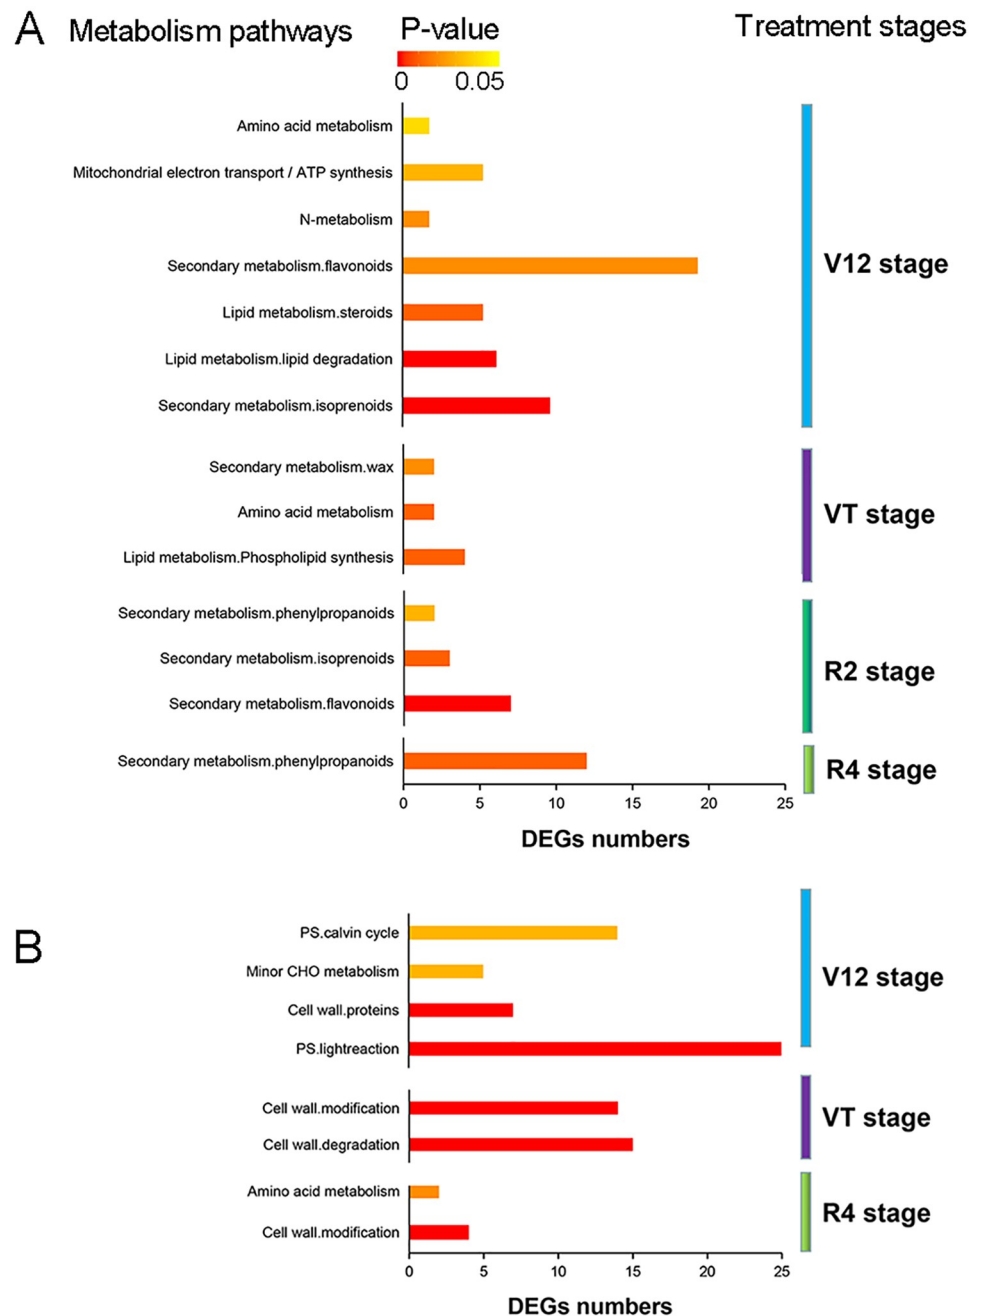 A
Metabolism pathways
P-value
Treatment stages
0
0.05
Amino acid metabolism
Mitochondrial electron transport / ATP synthesis
N-metabolism
Secondary metabolism.flavonoids
V12 stage
Lipid metabolism.steroids
Lipid metabolism.lipid degradation
Secondary metabolism.isoprenoids
Secondary metabolism.wax
Amino acid metabolism
VT stage
Lipid metabolism.Phospholipid synthesis
Secondary metabolism.phenylpropanoids
Secondary metabolism.isoprenoids
R2 stage
Secondary metabolism.flavonoids
Secondary metabolism.phenylpropanoids
R4 stage
0 5 10 15 20 25
DEGs numbers
B
PS.calvin cycle
Minor CHO metabolism
V12 stage
Cell wall.proteins
PS.lightreaction
Cell wall.modification
VT stage
Cell wall.degradation
Amino acid metabolism
R4 stage
Cell wall.modification
0 5 10 15 20 25
DEGs numbers